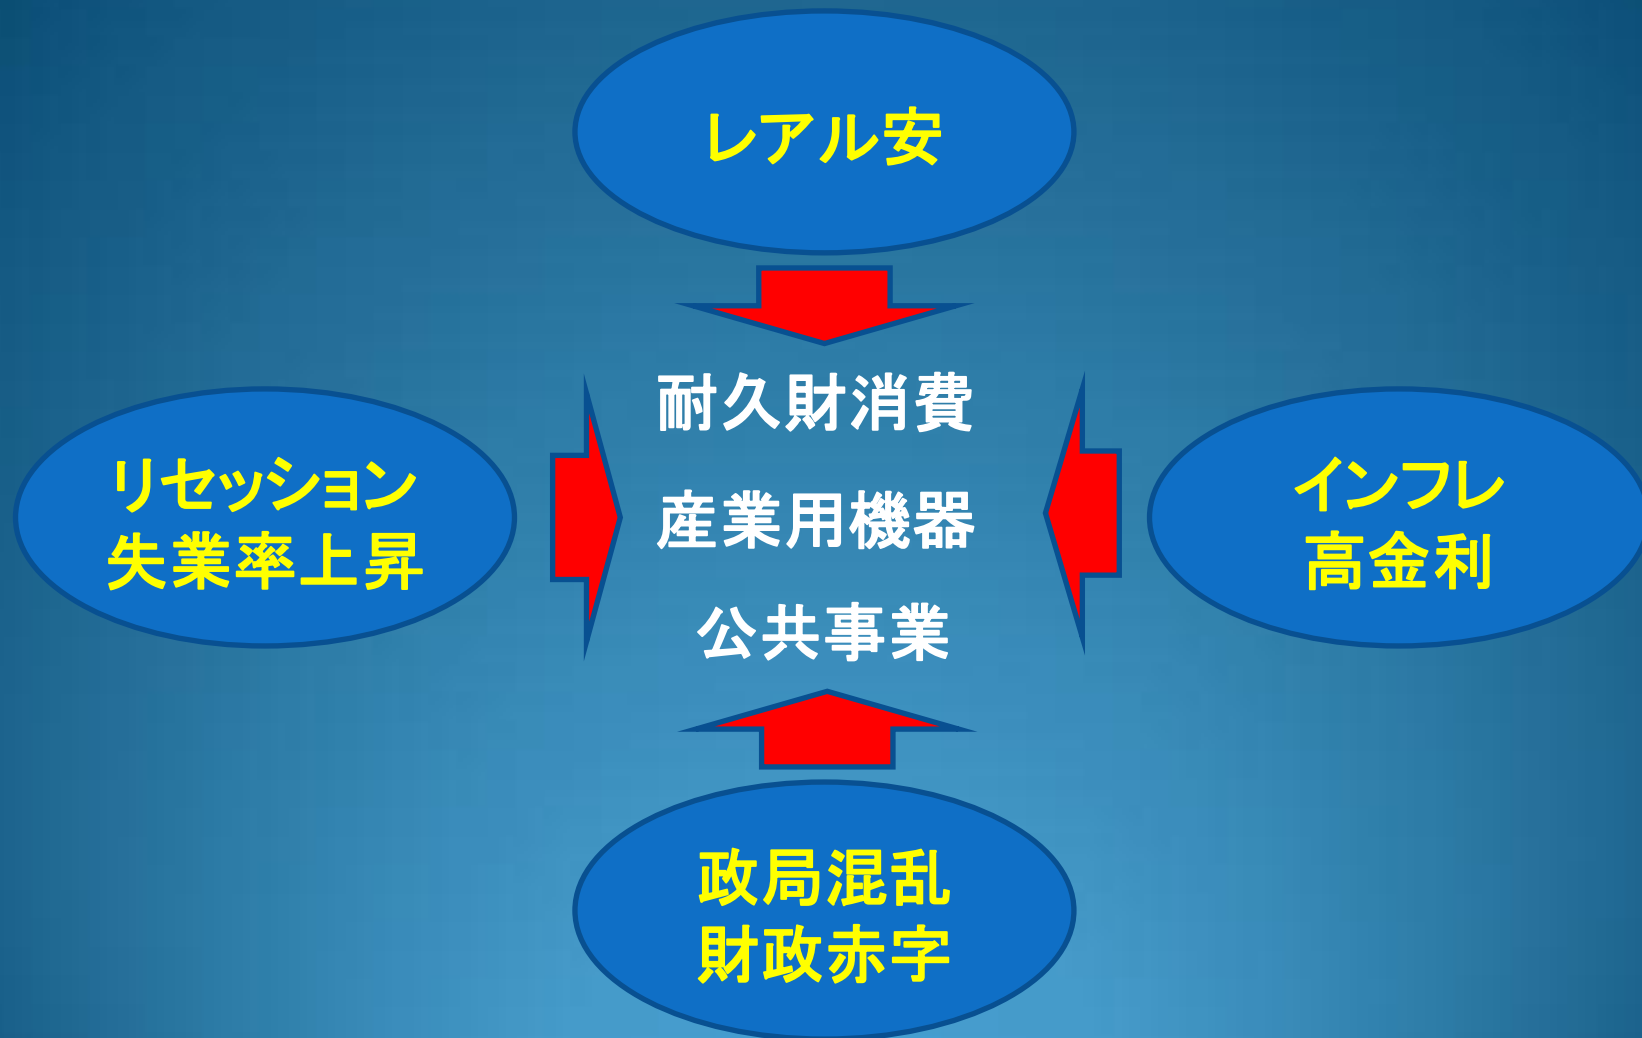 レアル安
耐久財消費
産業用機器
公共事業
リセッション
失業率上昇
インフレ
高金利
政局混乱
財政赤字